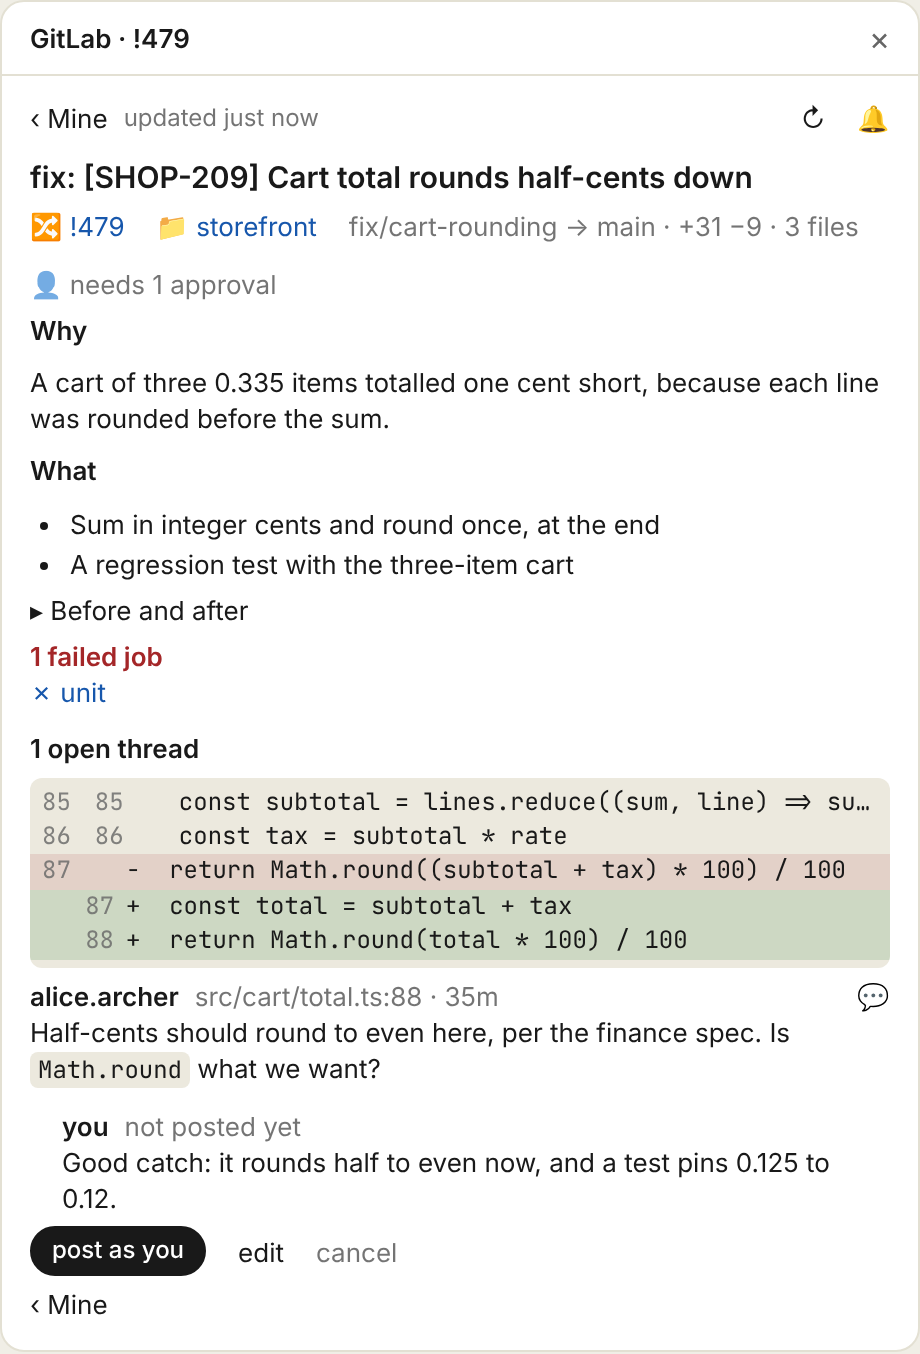 GitLab · !479 ×
‹ Mine updated just now ↻ 🔔
fix: [SHOP-209] Cart total rounds half-cents down
🔀 !479 📁 storefront fix/cart-rounding → main · +31 −9 · 3 files
👤 needs 1 approval
Why
A cart of three 0.335 items totalled one cent short, because each line
was rounded before the sum.
What
• Sum in integer cents and round once, at the end
• A regression test with the three-item cart
▸ Before and after
1 failed job
× unit
1 open thread
85 85 const subtotal = lines.reduce((sum, line) => su…
86 86 const tax = subtotal * rate
87 - return Math.round((subtotal + tax) * 100) / 100
87 + const total = subtotal + tax
88 + return Math.round(total * 100) / 100
alice.archer src/cart/total.ts:88 · 35m 💬
Half-cents should round to even here, per the finance spec. Is
Math.round what we want?
you not posted yet
Good catch: it rounds half to even now, and a test pins 0.125 to
0.12.
post as you edit cancel
‹ Mine